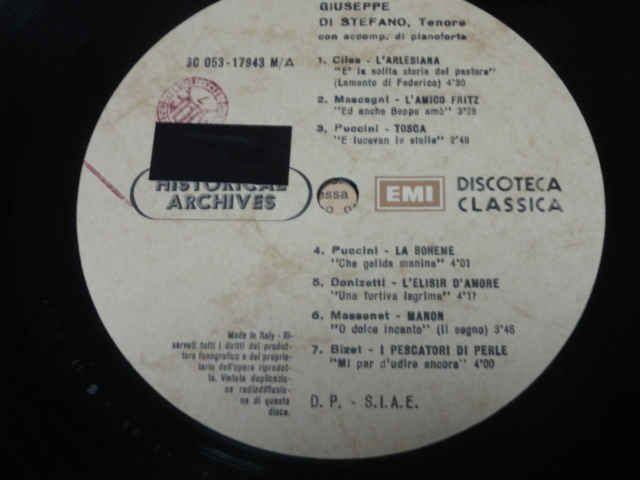 GIUSEPPE
DI STEFANO, Tenore
con accomp. di pianoforte
3C 053-17943 M/A
1. Cilea - L'ARLESIANA
"E' la solita storia del pastore"
(Lamento di Federico) 4'30
2. Mascagni - L'AMICO FRITZ
"Ed anche Beppe amò" 3'28
3. Puccini - TOSCA
"E lucevan le stelle" 2'48
HISTORICAL
ARCHIVES
essa
EMI
DISCOTECA
CLASSICA
4. Puccini - LA BOHEME
"Che gelida manina" 4'01
5. Donizetti - L'ELISIR D'AMORE
"Una furtiva lagrima" 4'17
6. Massenet - MANON
"O dolce incanto" (Il sogno) 3'46
7. Bizet - I PESCATORI DI PERLE
"Mi par d'udire ancora" 4'00
Made in Italy - Ri-
servati tutti i diritti del produt-
tore fonografico e del proprie-
tario dell'opera riprodot-
ta. Vietata duplicazio-
ne radiodiffusio-
ne di questo
disco.
D. P. - S.I.A.E.